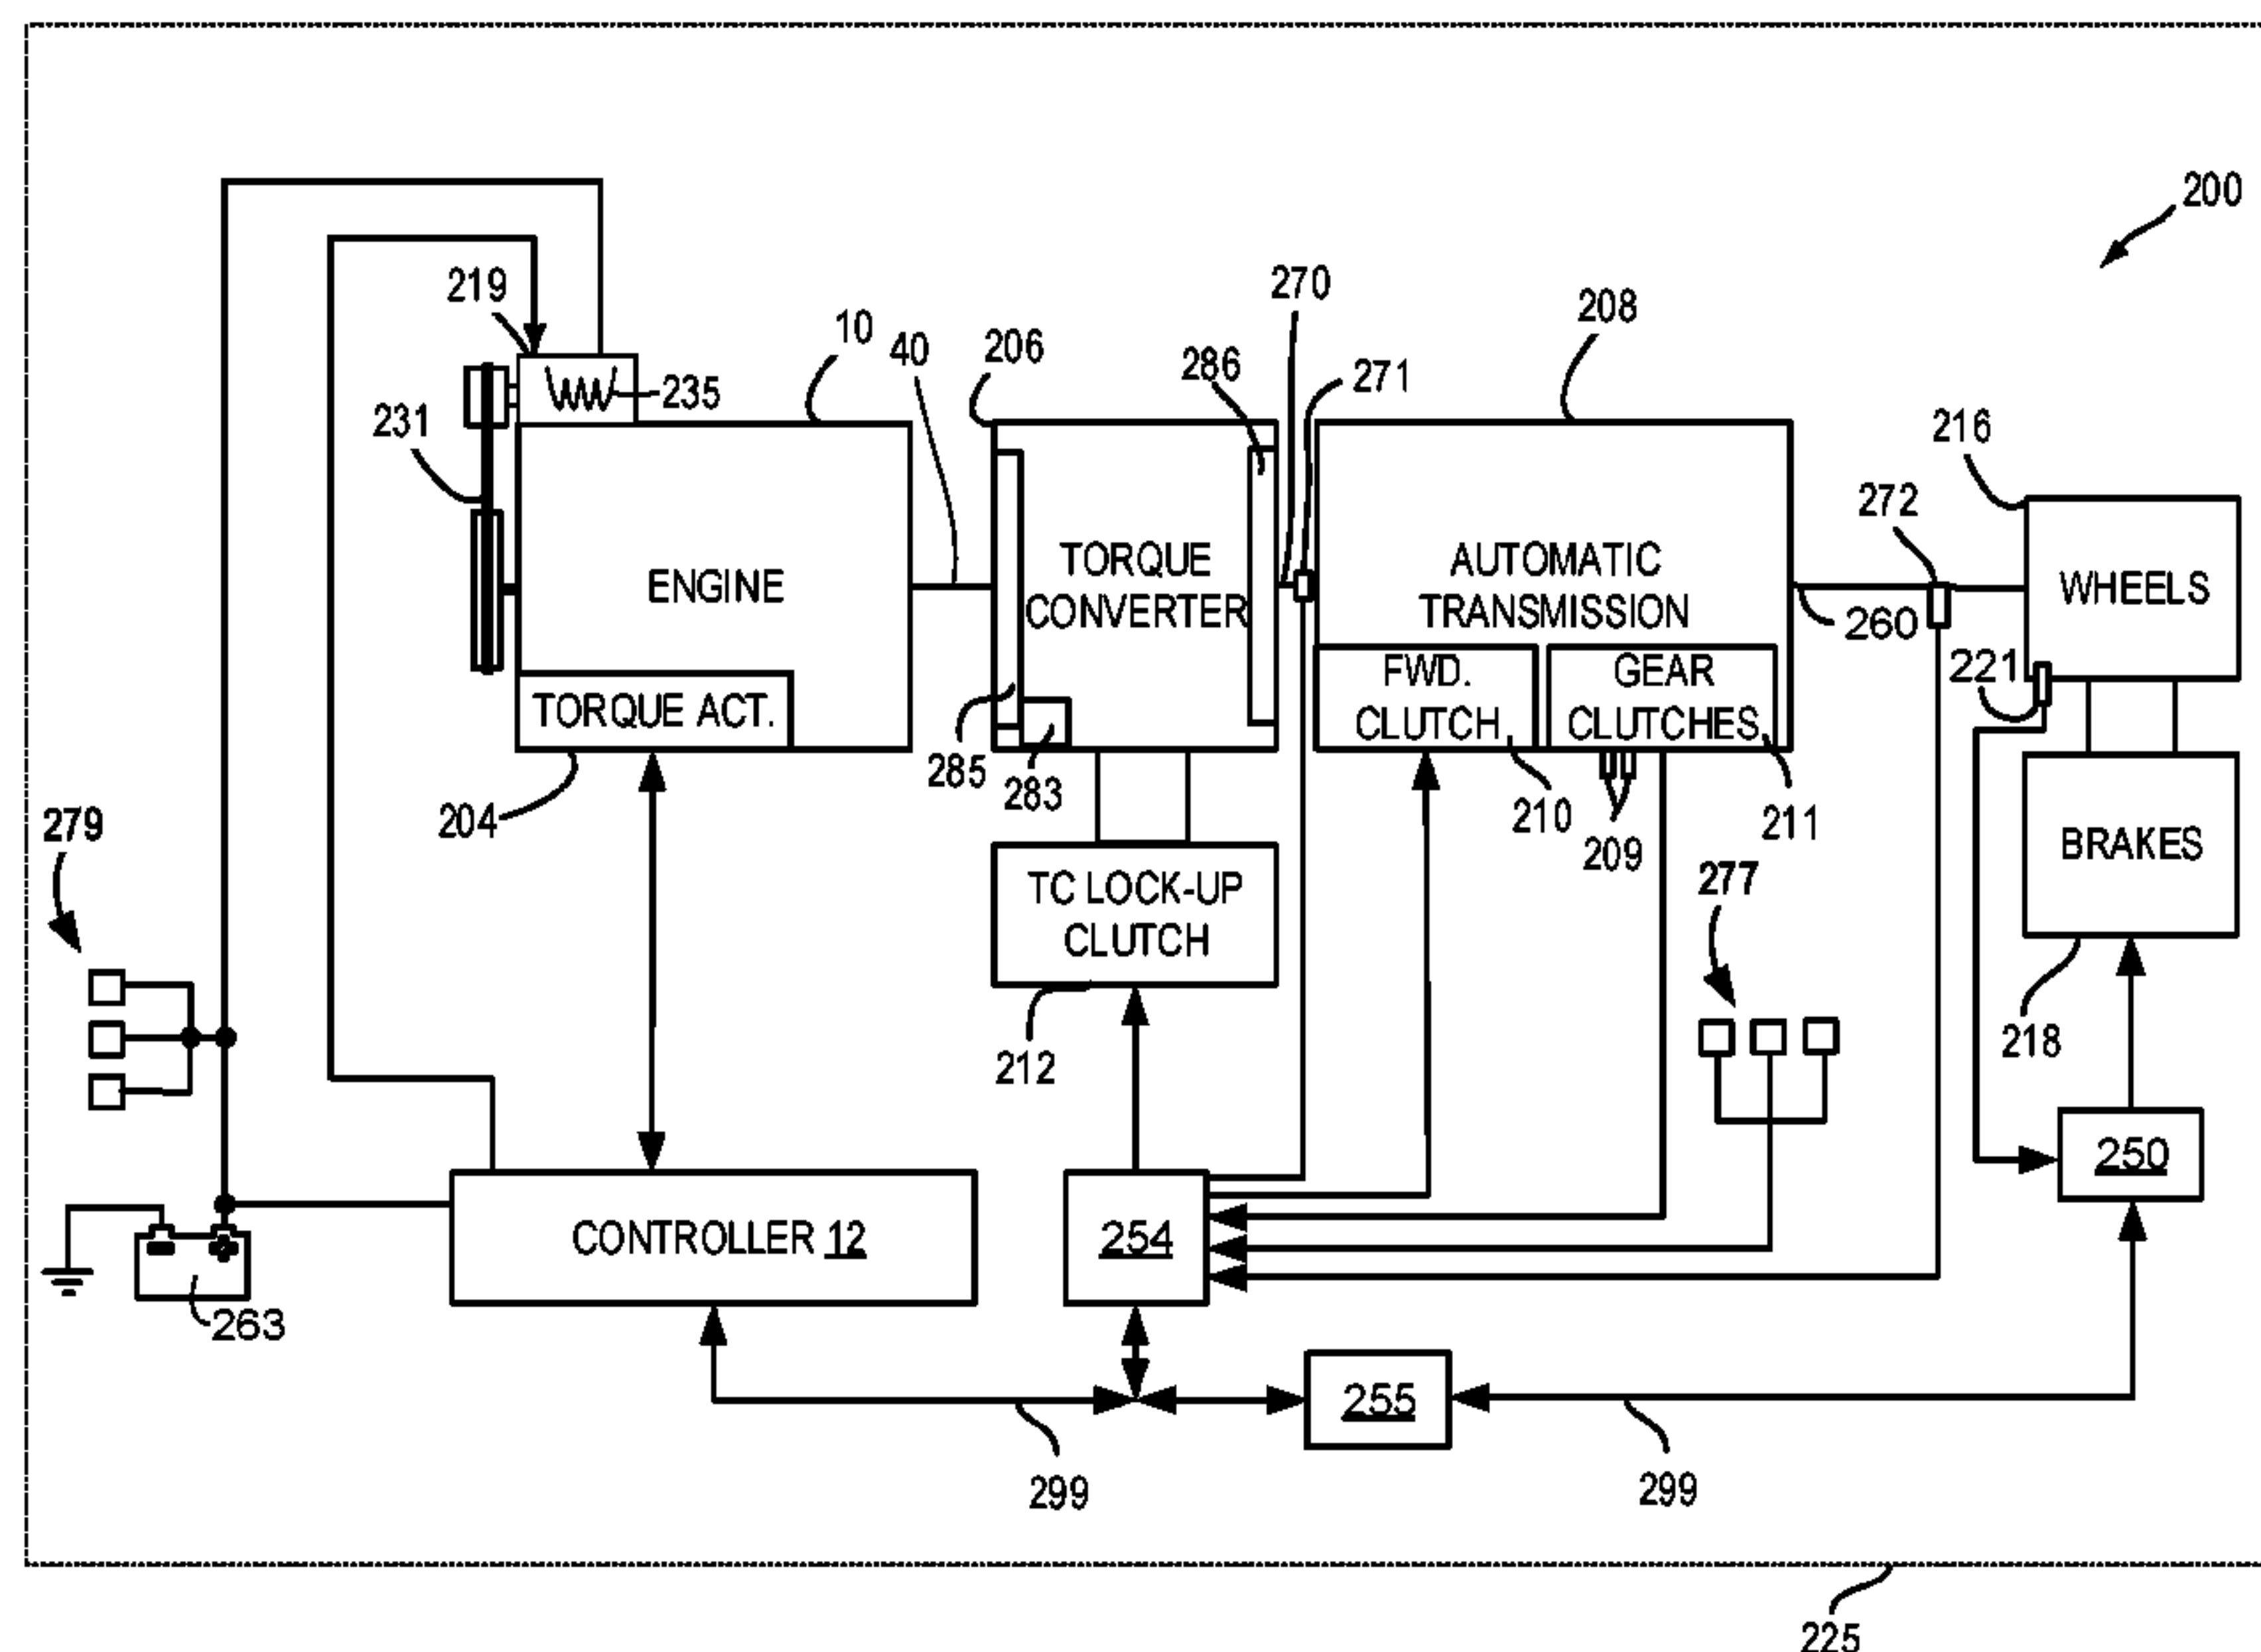 200
219
10
40
206
270
208
286
271
235
231
216
272
ENGINE
TORQUE
CONVERTER
AUTOMATIC
TRANSMISSION
WHEELS
260
221
TORQUE ACT.
FWD.
CLUTCH
GEAR
CLUTCHES
285
283
204
210
209
211
279
BRAKES
277
TC LOCK-UP
CLUTCH
212
218
250
CONTROLLER 12
254
263
255
299
299
225